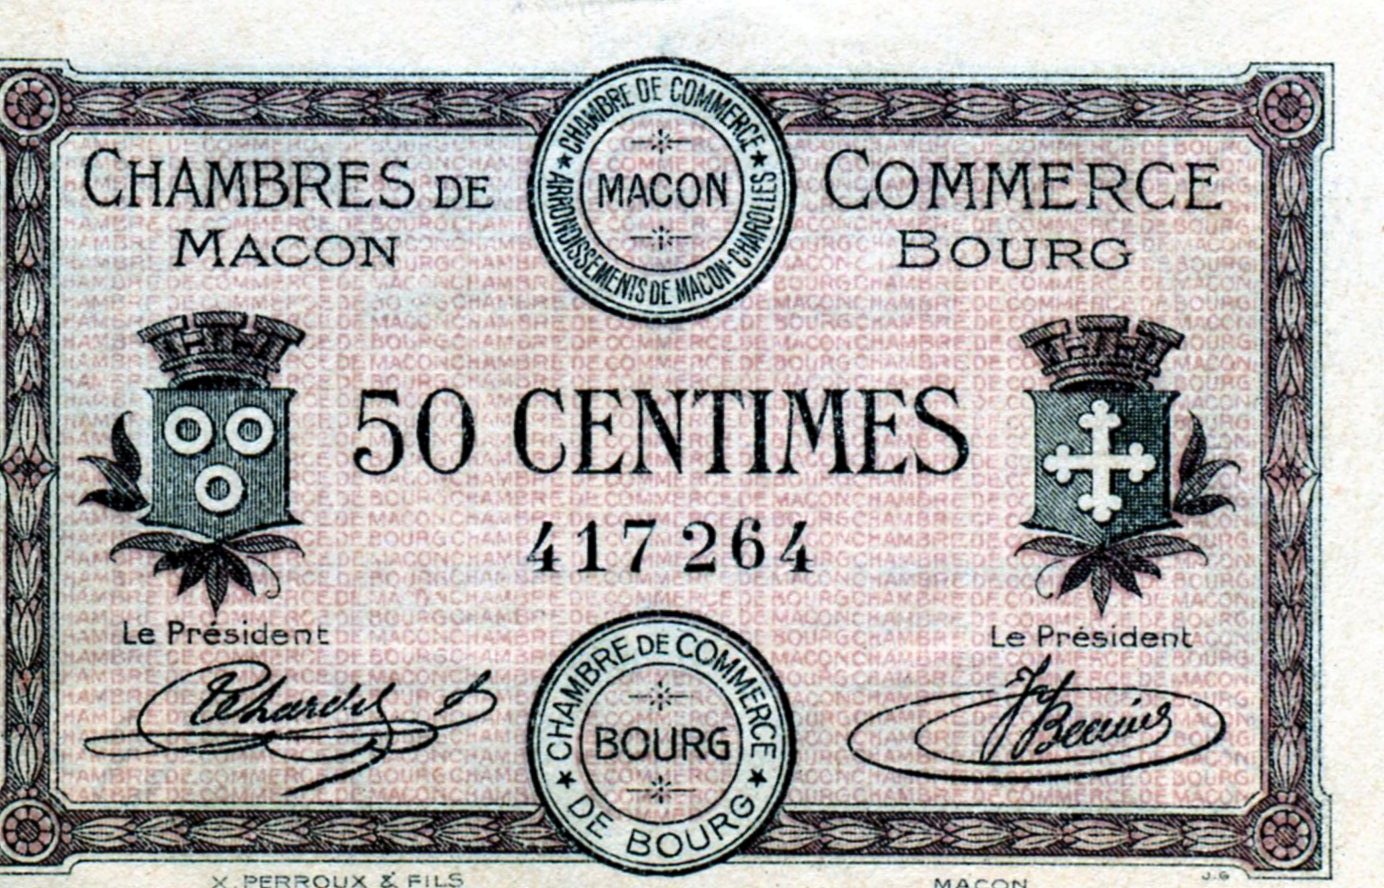 CHAMBRES DE COMMERCE
MACON BOURG
★ CHAMBRE DE COMMERCE ★
ARRONDISSEMENTS DE MACON-CHAROLLES
MACON
50 CENTIMES
417 264
Le Président
Le Président
CHAMBRE DE COMMERCE
BOURG
★ DE BOURG ★
X. PERROUX & FILS
MACON
J.G